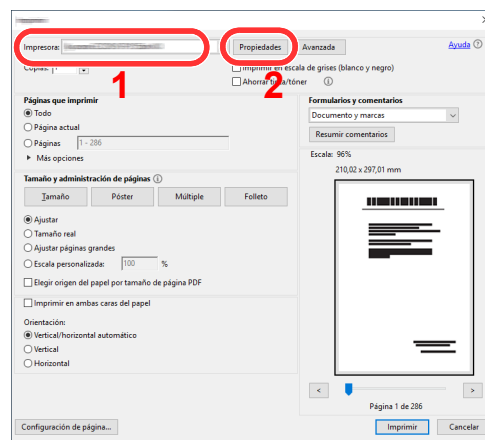 Impresora:
Propiedades
Avanzada
Ayuda
1
2
Copias: 1
Imprimir en escala de grises (blanco y negro)
Ahorrar tinta/tóner
Páginas que imprimir
Todo
Página actual
Páginas 1 - 286
Más opciones
Formularios y comentarios
Documento y marcas
Resumir comentarios
Escala: 96%
210,02 x 297,01 mm
Tamaño y administración de páginas
Tamaño Póster Múltiple Folleto
Ajustar
Tamaño real
Ajustar páginas grandes
Escala personalizada: 100 %
Elegir origen del papel por tamaño de página PDF
Imprimir en ambas caras del papel
Orientación:
Vertical/horizontal automático
Vertical
Horizontal
< >
Página 1 de 286
Configuración de página...
Imprimir
Cancelar